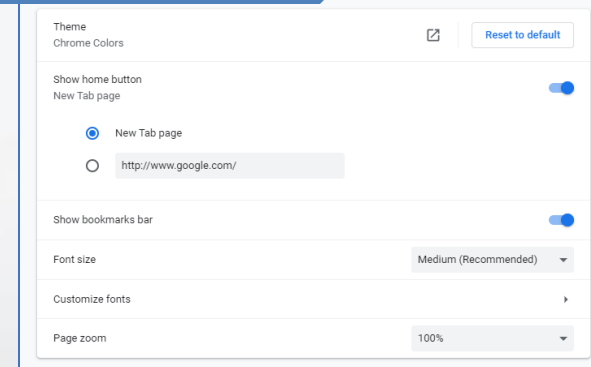 Theme
Chrome Colors
Reset to default
Show home button
New Tab page
New Tab page
http://www.google.com/
Show bookmarks bar
Font size
Medium (Recommended)
Customize fonts
Page zoom
100%